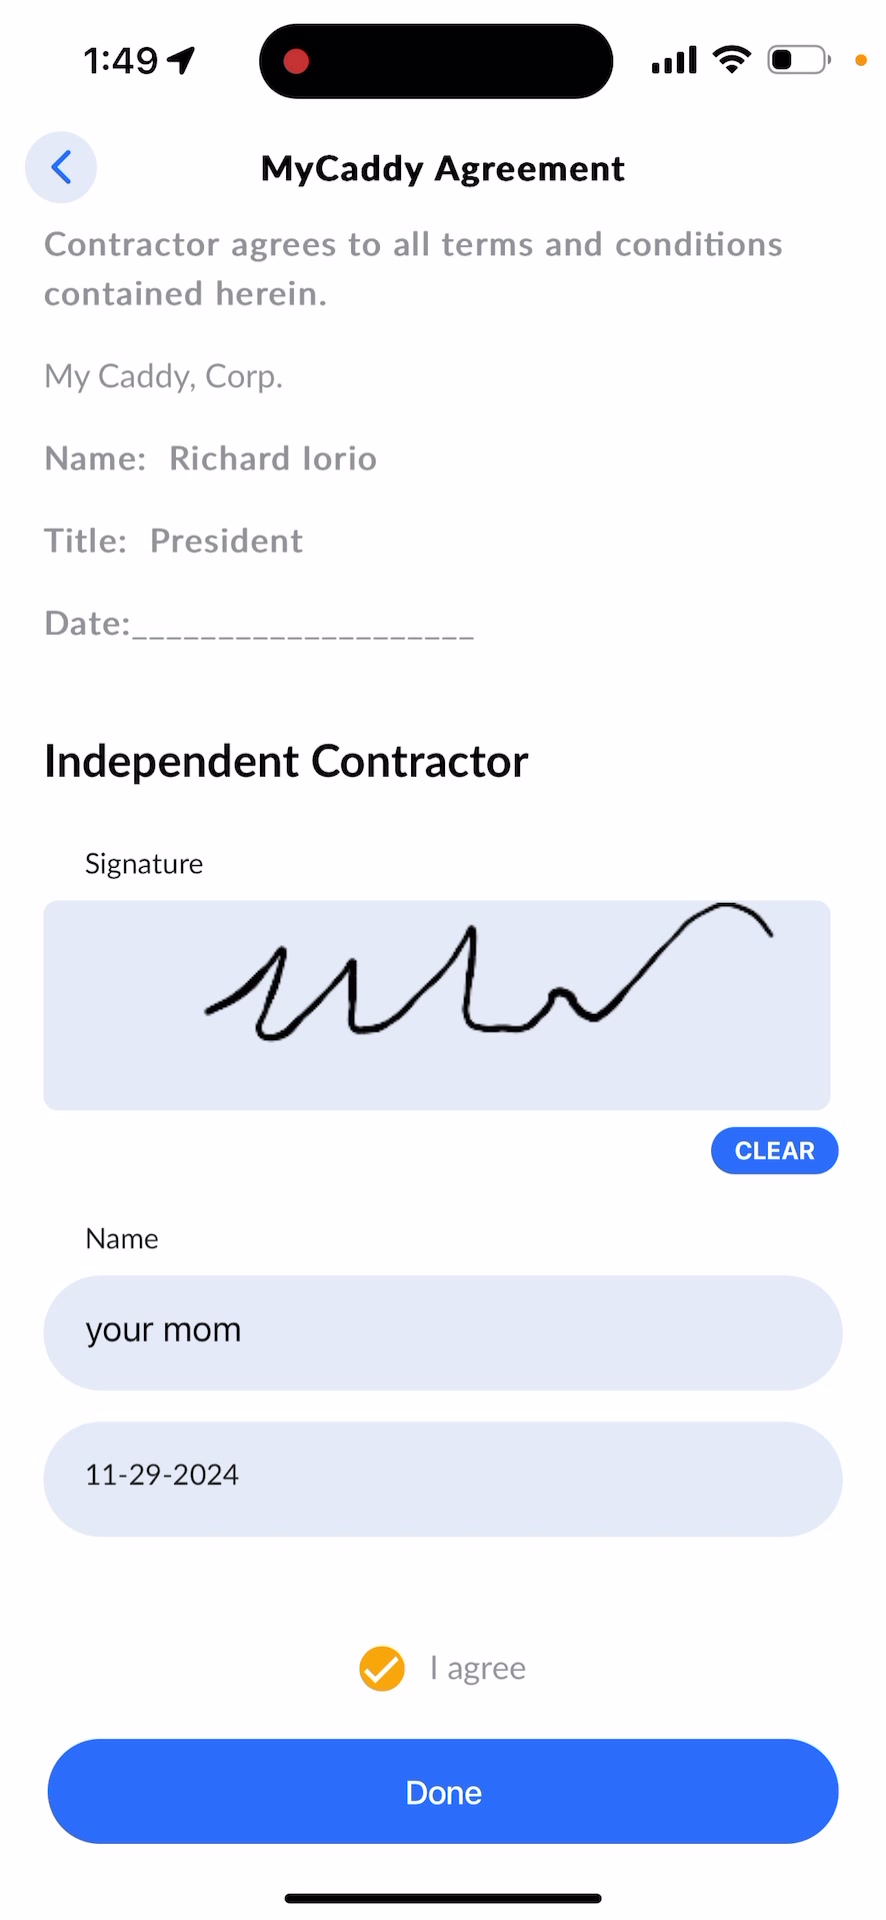 1:49
MyCaddy Agreement
Contractor agrees to all terms and conditions
contained herein.
My Caddy, Corp.
Name: Richard Iorio
Title: President
Date:____________________
Independent Contractor
Signature
CLEAR
Name
your mom
11-29-2024
I agree
Done